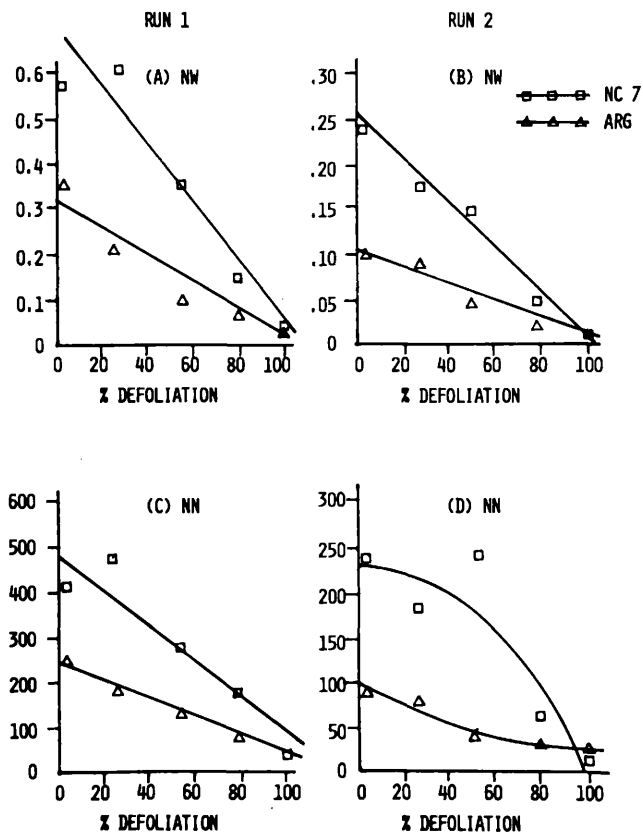 RUN 1
RUN 2
(A) NW
0.6
0.5
0.4
0.3
0.2
0.1
0
0 20 40 60 80 100
% DEFOLIATION
(B) NW
.30
.25
.20
.15
.10
.05
0
0 20 40 60 80 100
% DEFOLIATION
NC 7
ARG
(C) NN
600
500
400
300
200
100
0
0 20 40 60 80 100
% DEFOLIATION
(D) NN
300
250
200
150
100
50
0
0 20 40 60 80 100
% DEFOLIATION